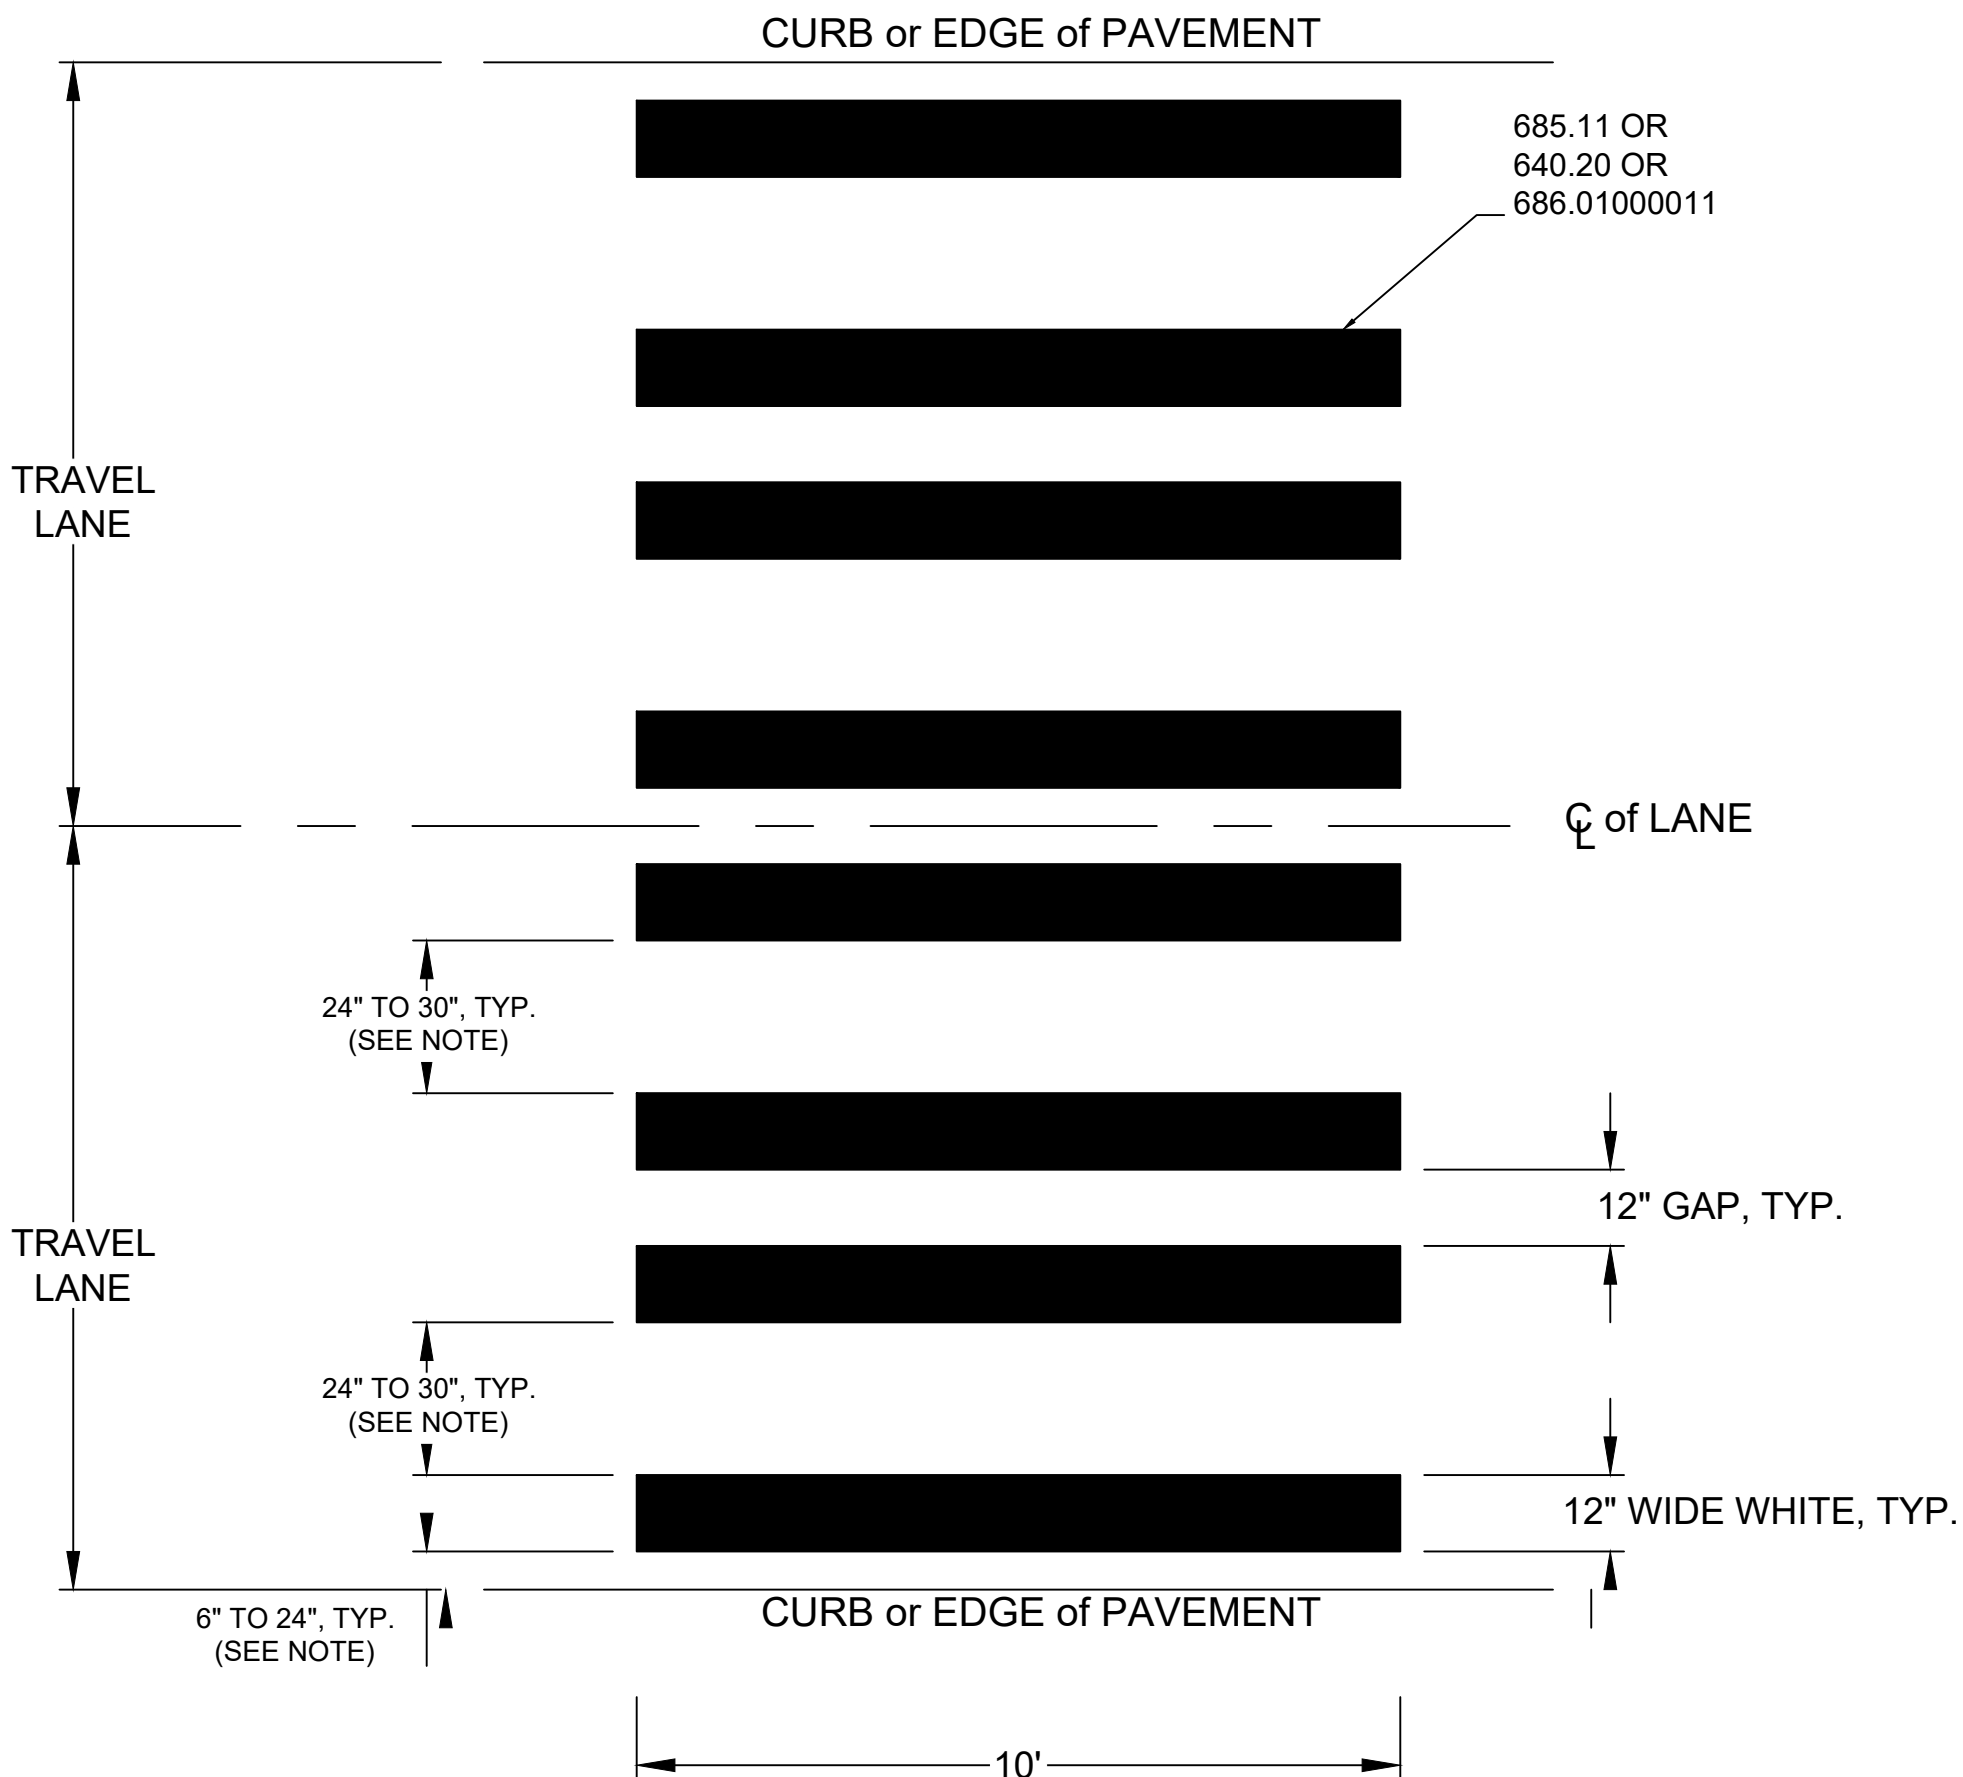 CURB or EDGE of PAVEMENT
685.11 OR
640.20 OR
686.01000011
TRAVEL
LANE
℄ of LANE
24" TO 30", TYP.
(SEE NOTE)
12" GAP, TYP.
TRAVEL
LANE
24" TO 30", TYP.
(SEE NOTE)
12" WIDE WHITE, TYP.
CURB or EDGE of PAVEMENT
6" TO 24", TYP.
(SEE NOTE)
10'